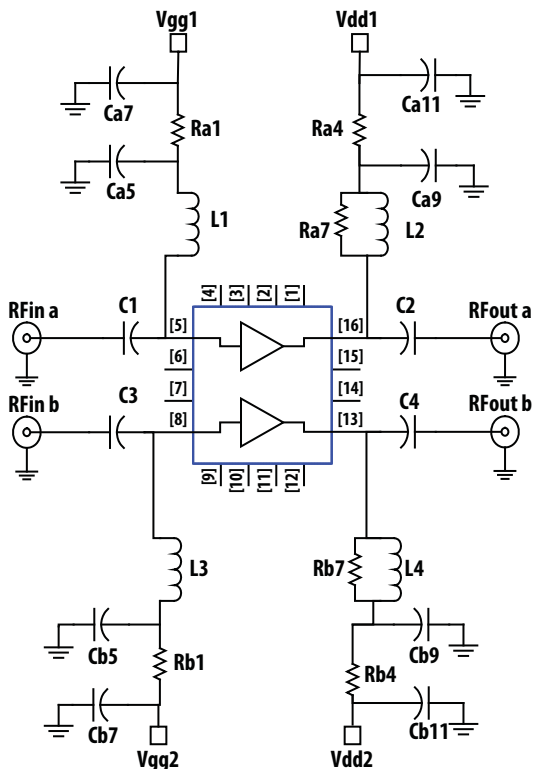 Vgg1 Vdd1
Ca7 Ca11
Ra1 Ra4
Ca5 Ca9
L1 Ra7 L2
[4] [3] [2] [1]
RFin a C1 [5] [16] C2 RFout a
[6] [15]
[7] [14]
RFin b C3 [8] [13] C4 RFout b
[9] [10] [11] [12]
L3 Rb7 L4
Cb5 Cb9
Rb1 Rb4
Cb7 Cb11
Vgg2 Vdd2